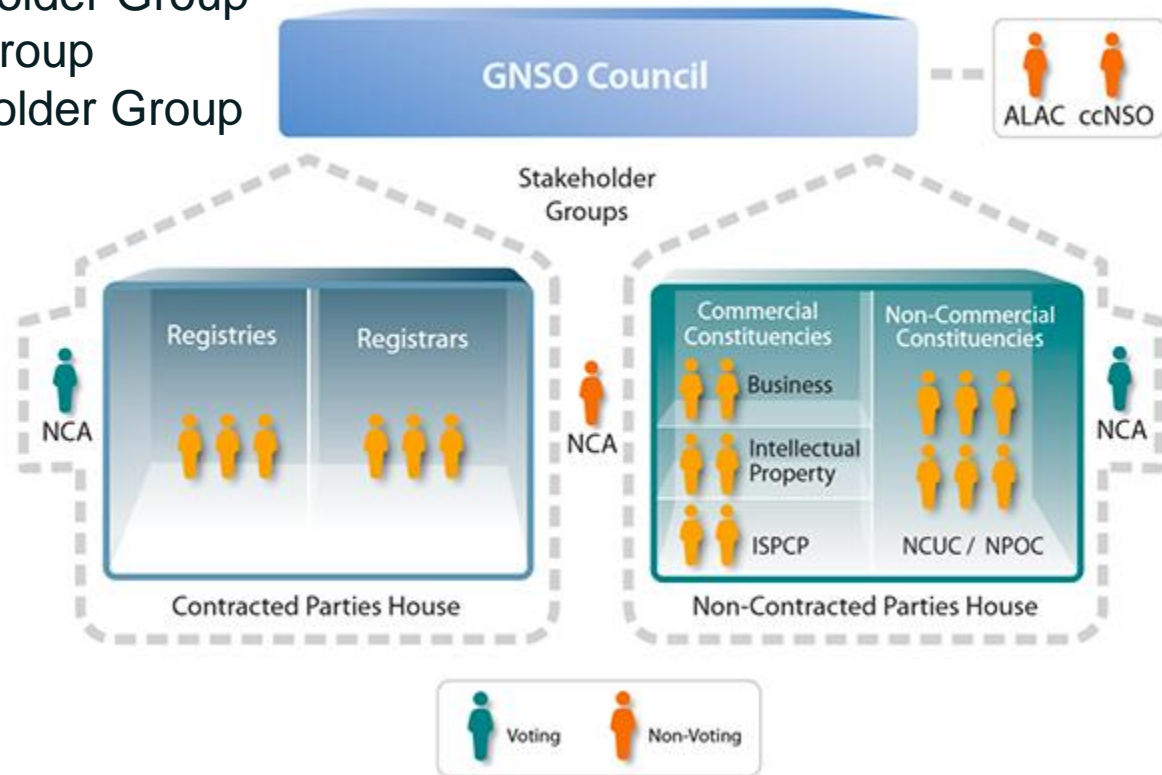 older Group
roup
older Group
GNSO Council
ALAC ccNSO
Stakeholder
Groups
Registries
Registrars
Commercial
Constituencies
Non-Commercial
Constituencies
Business
Intellectual
Property
ISPCP
NCUC / NPOC
NCA
NCA
NCA
Contracted Parties House
Non-Contracted Parties House
Voting
Non-Voting